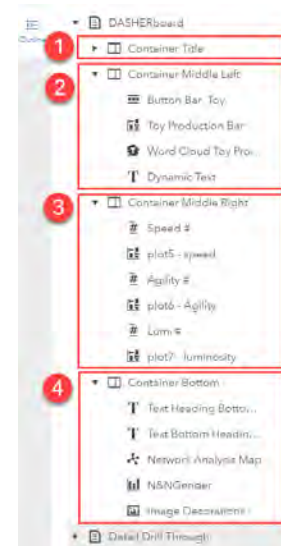 DASHERboard
Outline
1
Container Title
2
Container Middle Left
Button Bar Toy
Toy Production Bar
Word Cloud Toy Pro...
Dynamic Text
3
Container Middle Right
Speed #
plot5 - speed
Agility #
plot6 - Agility
Lumi #
plot7 - luminosity
4
Container Bottom
Text Heading Botto...
Text Bottom Headin...
Network Analysis Map
N&NGender
Image Decorations
Detail Drill Through